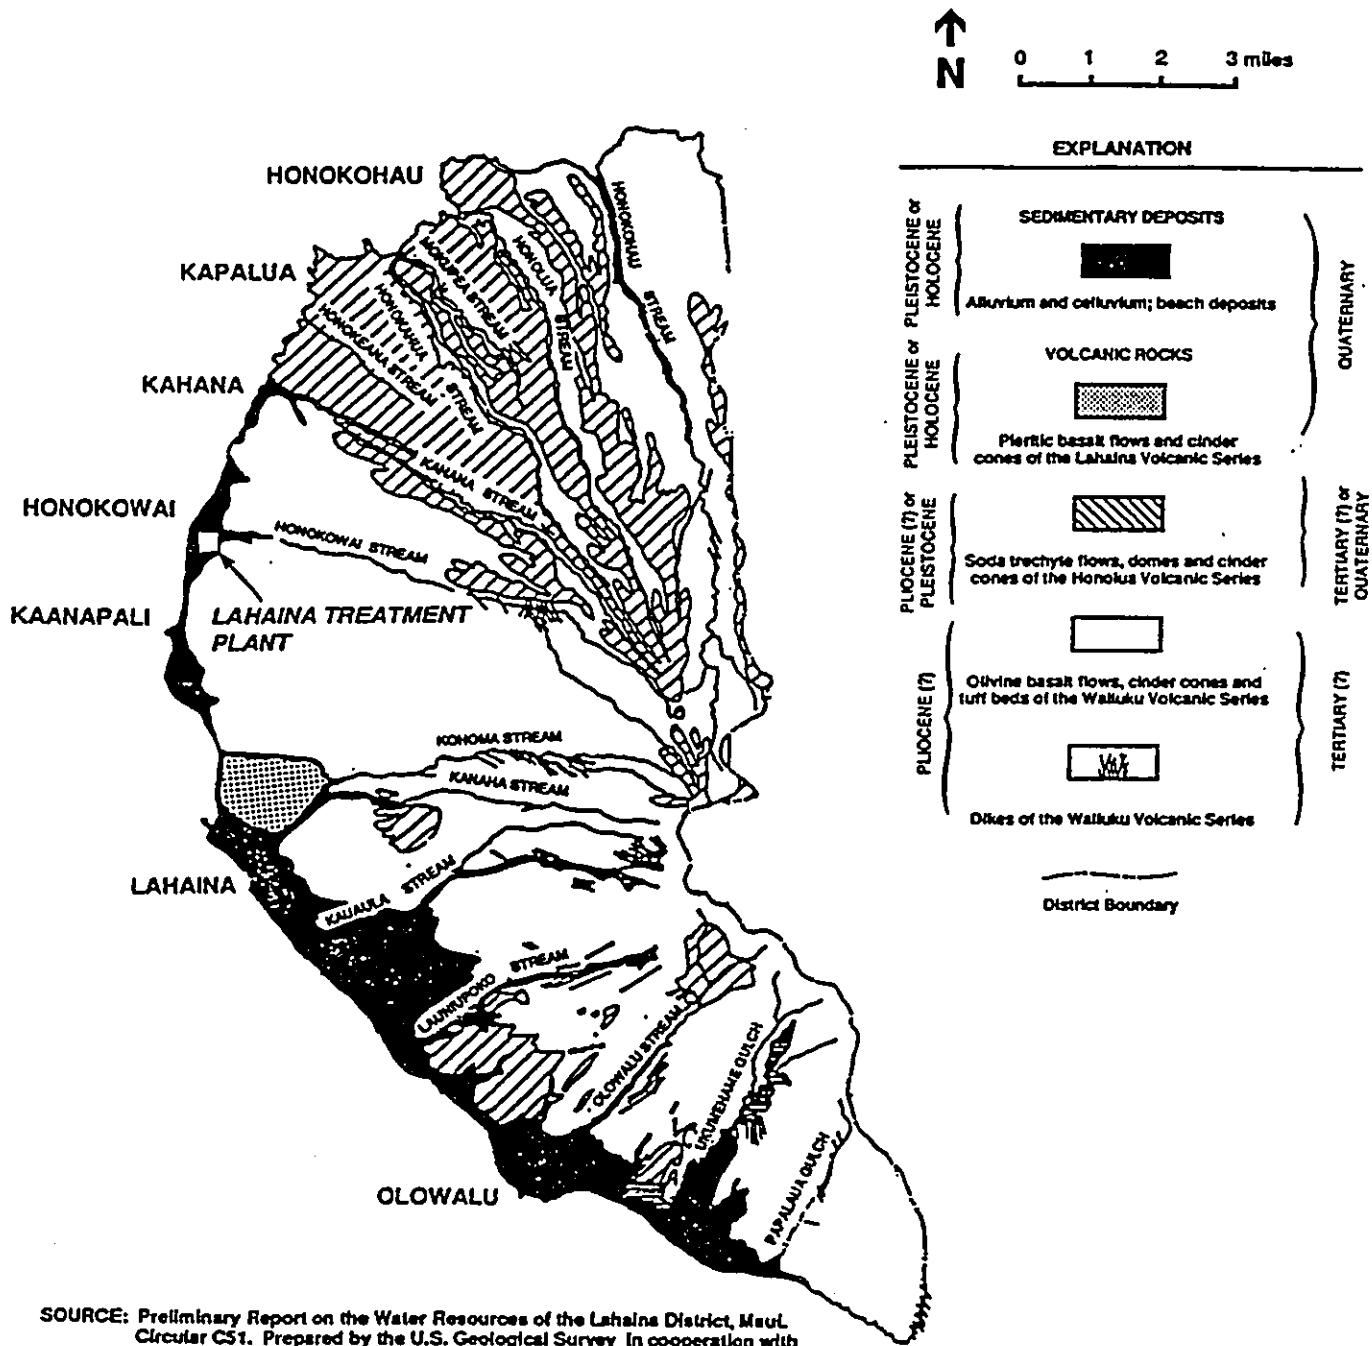 N
0 1 2 3 miles
EXPLANATION
PLEISTOCENE or
HOLOCENE
SEDIMENTARY DEPOSITS
Alluvium and celluvium; beach deposits
QUATERNARY
PLEISTOCENE or
HOLOCENE
VOLCANIC ROCKS
Picritic basalt flows and cinder
cones of the Lahaina Volcanic Series
PLIOCENE (?) or
PLEISTOCENE
Soda trachyte flows, domes and cinder
cones of the Honolua Volcanic Series
TERTIARY (?) or
QUATERNARY
PLIOCENE (?)
Olivine basalt flows, cinder cones and
tuff beds of the Wailuku Volcanic Series
Dikes of the Wailuku Volcanic Series
TERTIARY (?)
District Boundary
HONOKOHAU
KAPALUA
KAHANA
HONOKOWAI
KAANAPALI
LAHAINA TREATMENT
PLANT
LAHAINA
OLOWALU
HONOKOHAU STREAM
HONOLUA STREAM
MOKUPEA STREAM
HONOKAHUA STREAM
HONOKEANA STREAM
KAHANA STREAM
HONOKOWAI STREAM
KOHOMA STREAM
KANAHA STREAM
KAUAULA STREAM
LAUNIUPOKO STREAM
OLOWALU STREAM
UKUMEHAME GULCH
PAPALAUA GULCH
SOURCE: Preliminary Report on the Water Resources of the Lahaina District, Maui.
Circular C51. Prepared by the U.S. Geological Survey in cooperation with